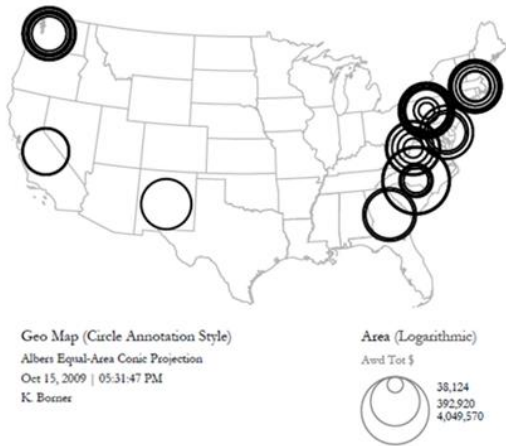 Geo Map (Circle Annotation Style)
Albers Equal-Area Conic Projection
Oct 15, 2009 | 05:31:47 PM
K. Borner
Area (Logarithmic)
Awd Tot $
38,124
392,920
4,049,570